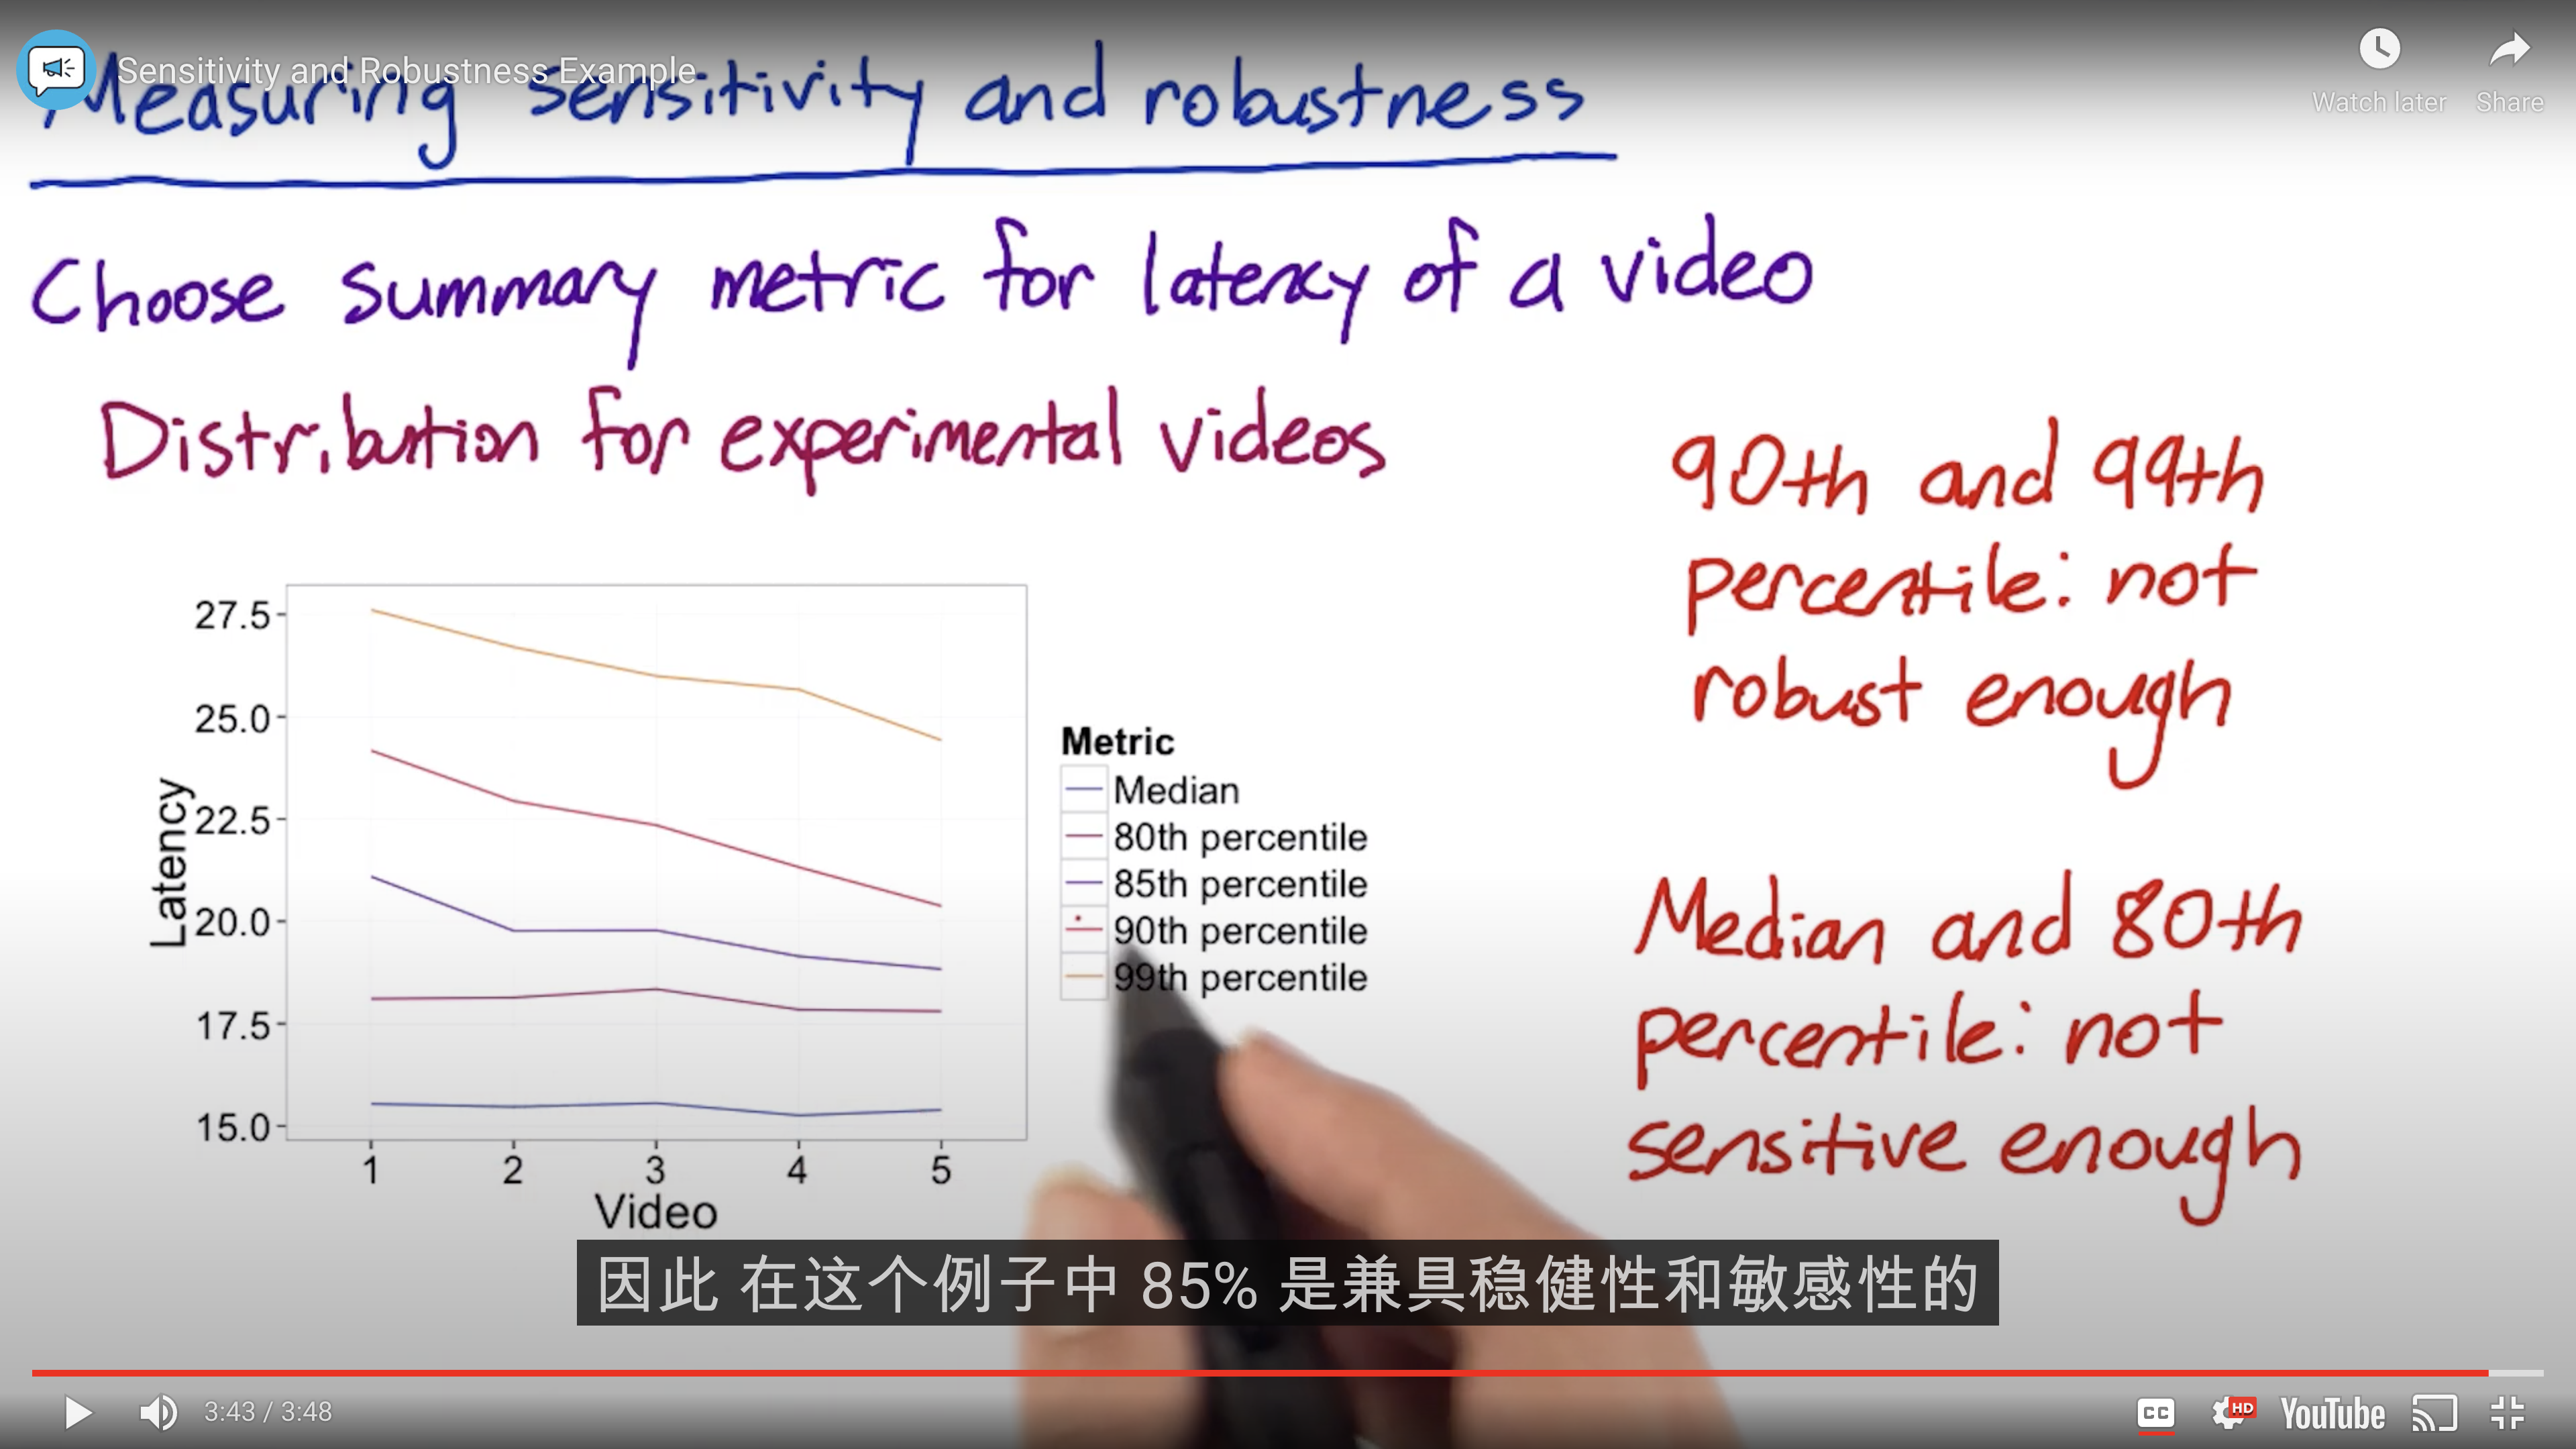 Sensitivity and Robustness Example
Watch later
Share
Measuring sensitivity and robustness
Choose summary metric for latency of a video
Distribution for experimental videos
90th and 99th
percentile: not
robust enough
Median and 80th
percentile: not
sensitive enough
Latency
27.5
25.0
22.5
20.0
17.5
15.0
1 2 3 4 5
Video
Metric
Median
80th percentile
85th percentile
90th percentile
99th percentile
因此 在这个例子中 85% 是兼具稳健性和敏感性的
3:43 / 3:48
CC
HD
YouTube